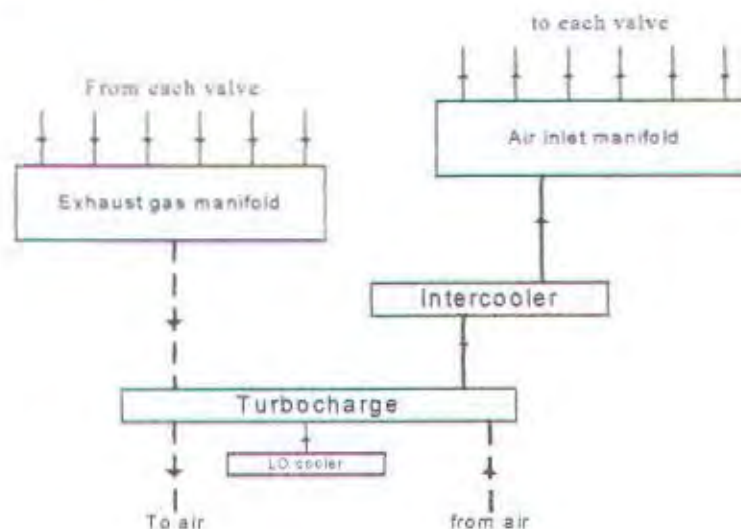 to each valve
From each valve
Air inlet manifold
Exhaust gas manifold
Intercooler
Turbocharge
LO cooler
To air
from air